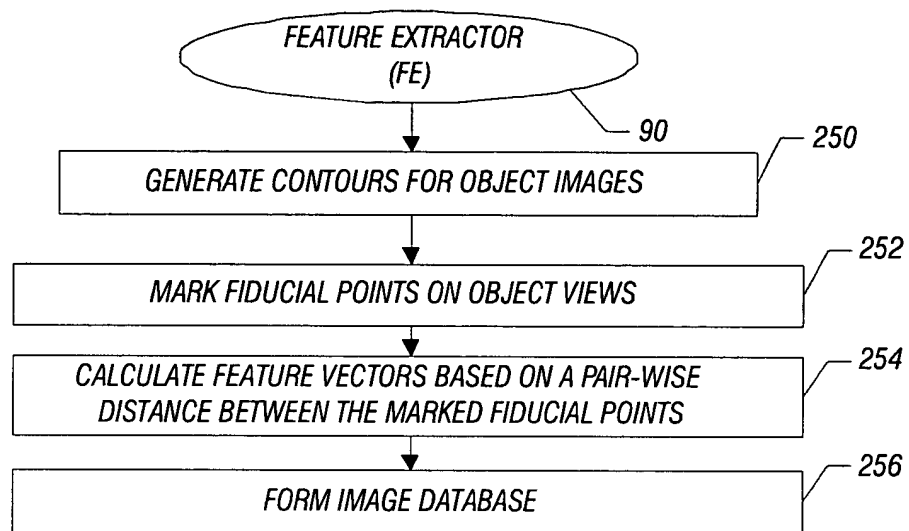 FEATURE EXTRACTOR
(FE)
90
250
GENERATE CONTOURS FOR OBJECT IMAGES
252
MARK FIDUCIAL POINTS ON OBJECT VIEWS
254
CALCULATE FEATURE VECTORS BASED ON A PAIR-WISE
DISTANCE BETWEEN THE MARKED FIDUCIAL POINTS
256
FORM IMAGE DATABASE